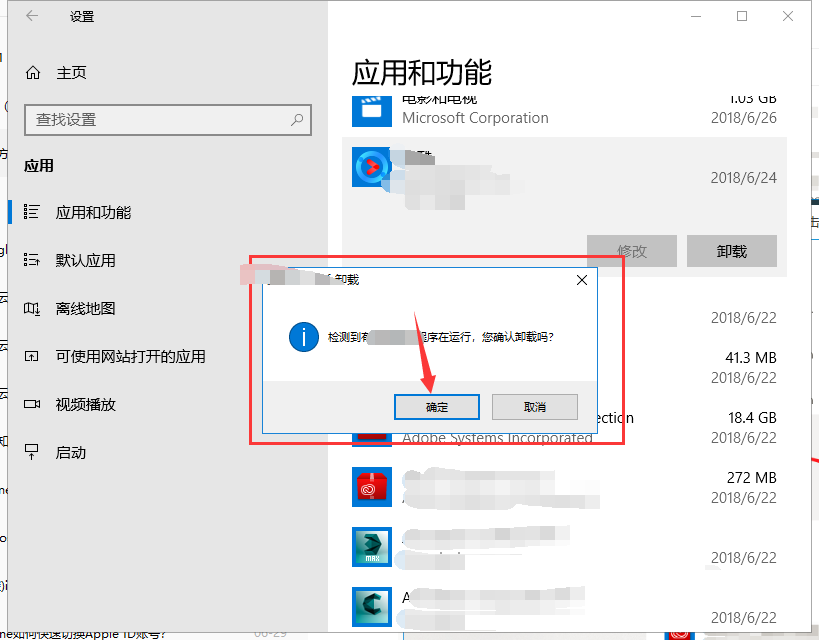 设置
主页
查找设置
应用
应用和功能
默认应用
离线地图
可使用网站打开的应用
视频播放
启动
应用和功能
电影和电视
1.03 GB
Microsoft Corporation
2018/6/26
2018/6/24
修改
卸载
卸载
检测到有
程序在运行，您确认卸载吗?
确定
取消
2018/6/22
41.3 MB
2018/6/22
ection
18.4 GB
Adobe Systems Incorporated
2018/6/22
272 MB
2018/6/22
MAX
2018/6/22
A
2018/6/22
ne如何快速切换Apple ID账号?
06-29